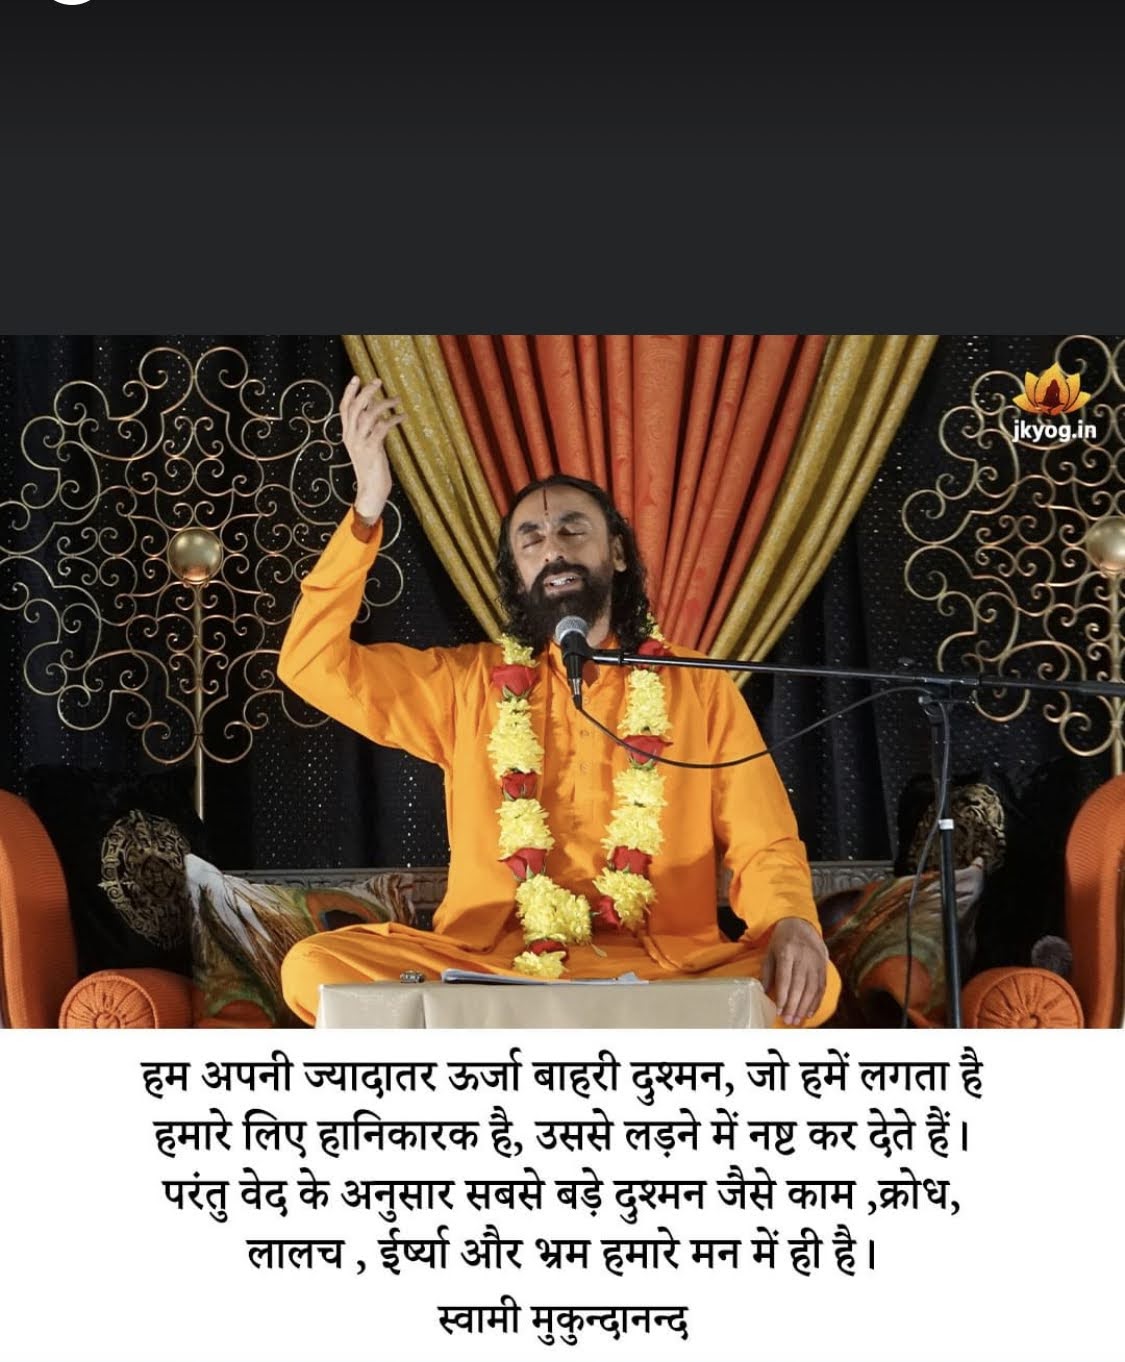 jkyog.in
हम अपनी ज्यादातर ऊर्जा बाहरी दुश्मन, जो हमें लगता है
हमारे लिए हानिकारक है, उससे लड़ने में नष्ट कर देते हैं।
परंतु वेद के अनुसार सबसे बड़े दुश्मन जैसे काम ,क्रोध,
लालच , ईर्ष्या और भ्रम हमारे मन में ही है।
स्वामी मुकुन्दानन्द